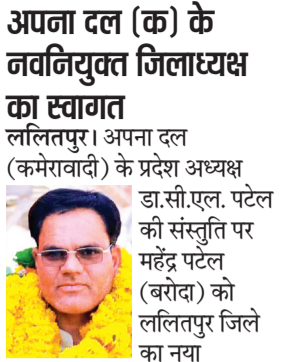 अपना दल (क) के
नवनियुक्त जिलाध्यक्ष
का स्वागत
ललितपुर। अपना दल
(कमेरावादी) के प्रदेश अध्यक्ष
डा.सी.एल. पटेल
की संस्तुति पर
महेंद्र पटेल
(बरोदा) को
ललितपुर जिले
का नया